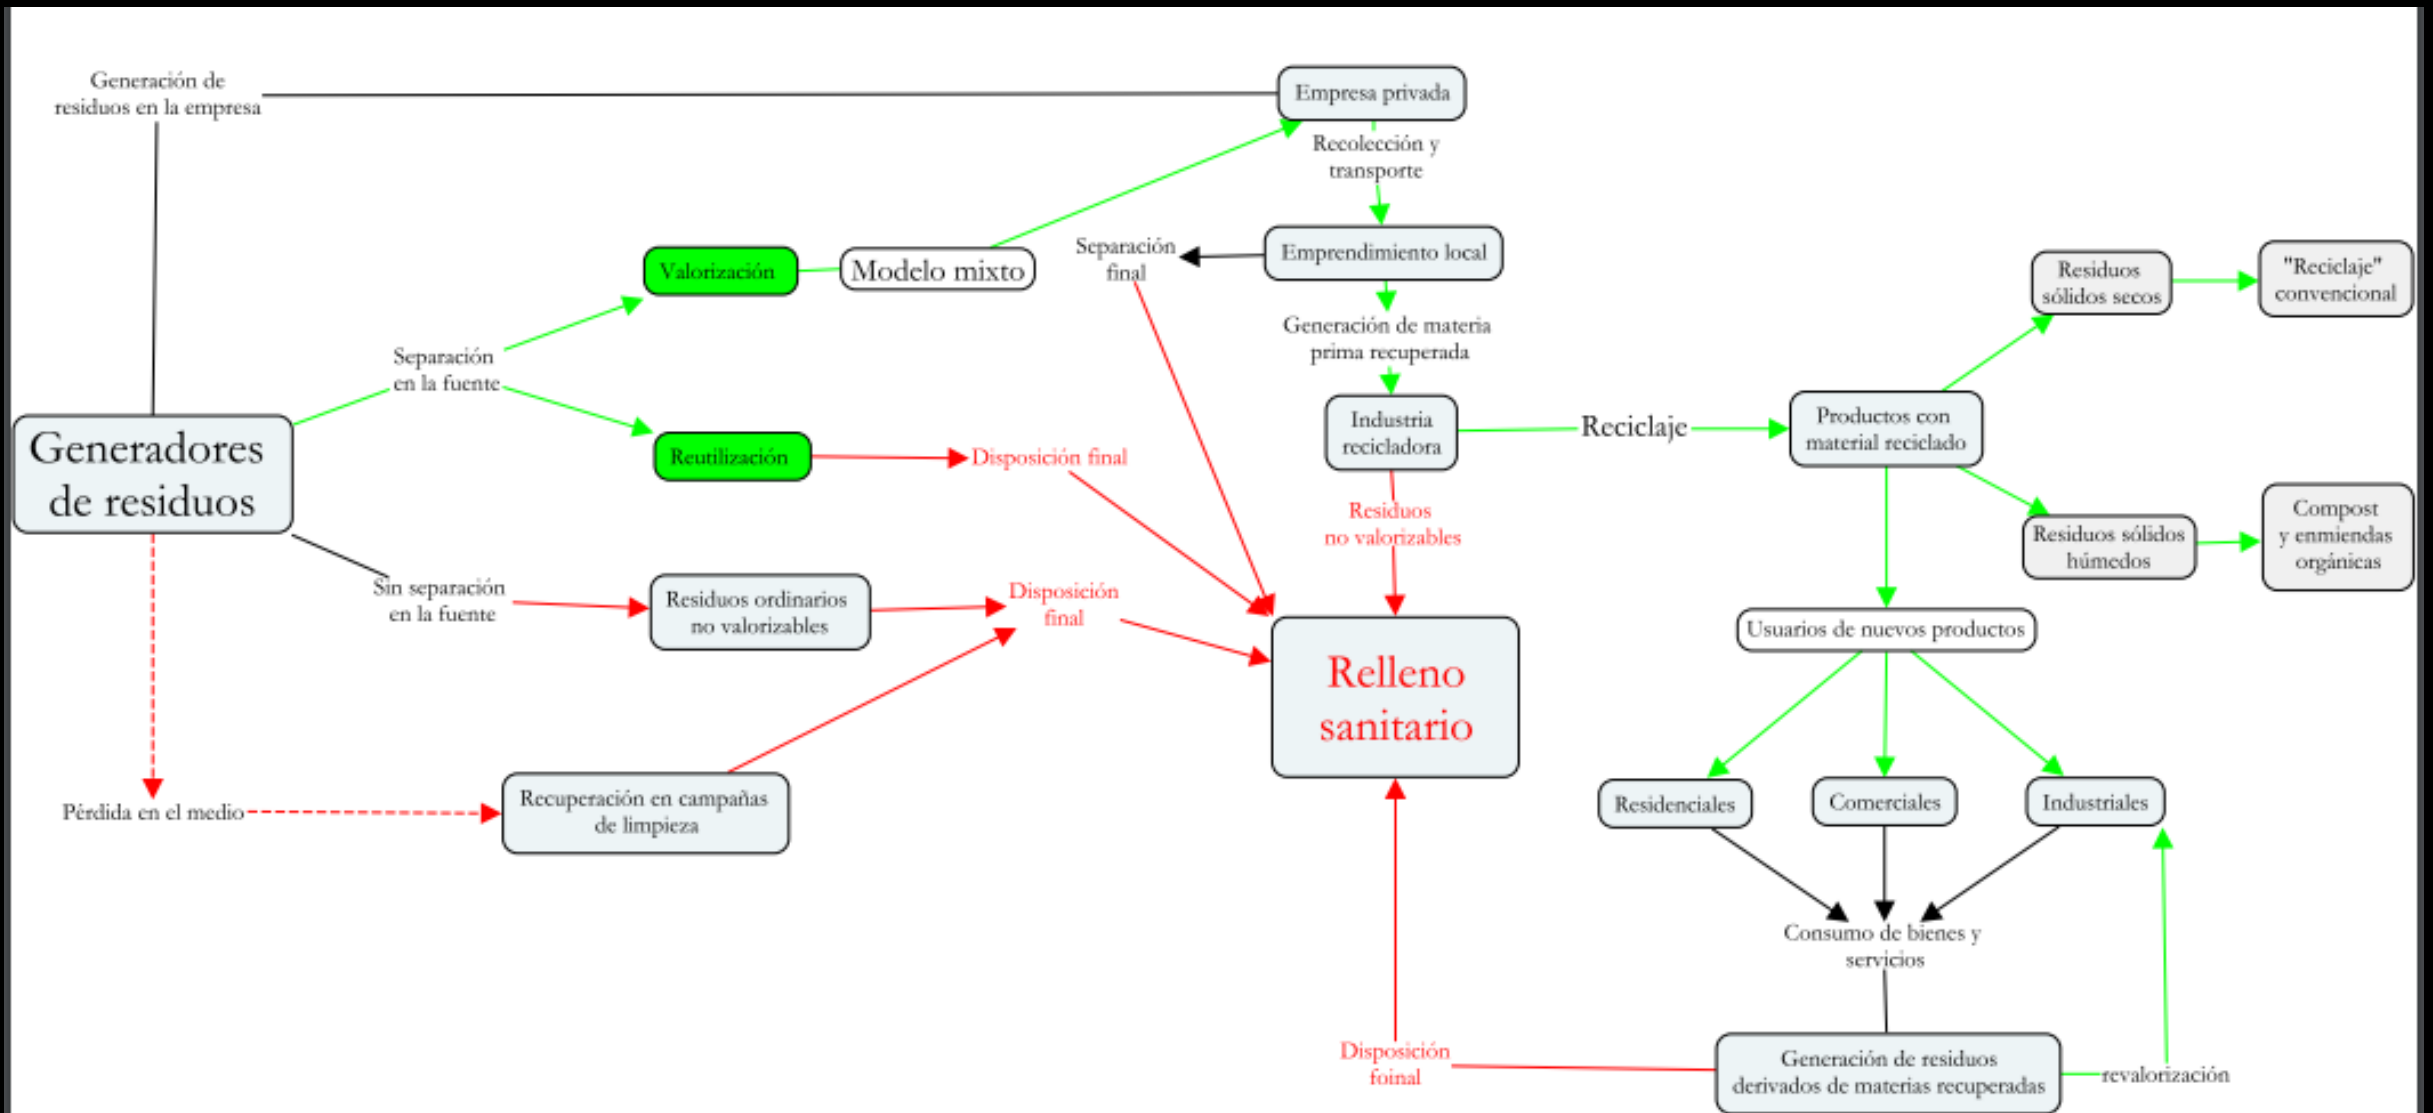 Generación de
residuos en la empresa
Empresa privada
Recolección y
transporte
Separación
final
Emprendimiento local
Valorización
Modelo mixto
Residuos
sólidos secos
"Reciclaje"
convencional
Generación de materia
prima recuperada
Separación
en la fuente
Industria
recicladora
Reciclaje
Productos con
material reciclado
Generadores
de residuos
Reutilización
Disposición final
Residuos
no valorizables
Residuos sólidos
húmedos
Compost
y enmiendas
orgánicas
Sin separación
en la fuente
Residuos ordinarios
no valorizables
Disposición
final
Usuarios de nuevos productos
Relleno
sanitario
Pérdida en el medio
Recuperación en campañas
de limpieza
Residenciales
Comerciales
Industriales
Consumo de bienes y
servicios
Disposición
foinal
Generación de residuos
derivados de materias recuperadas
revalorización